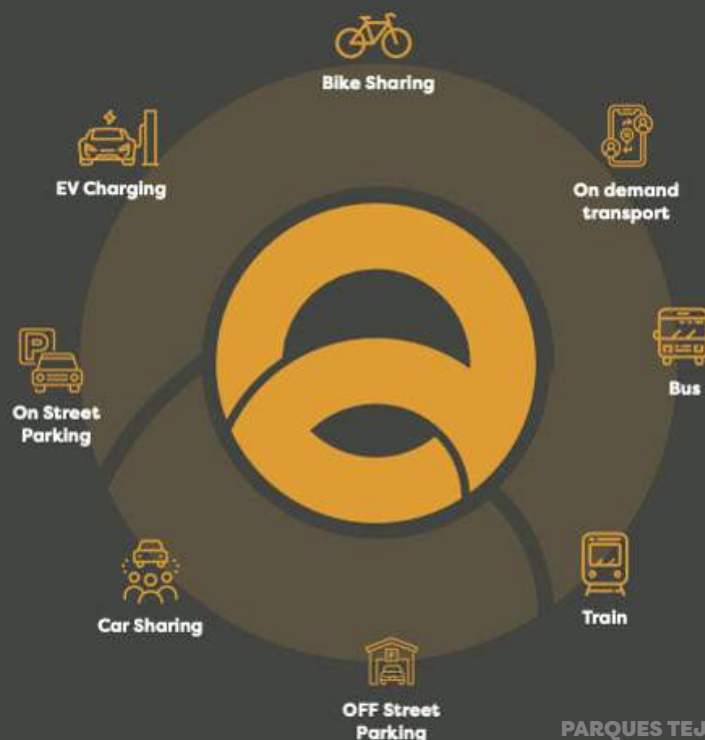 Bike Sharing
EV Charging
On demand
transport
P
Bus
On Street
Parking
Car Sharing
Train
P
OFF Street
Parking
PARQUES TEJ